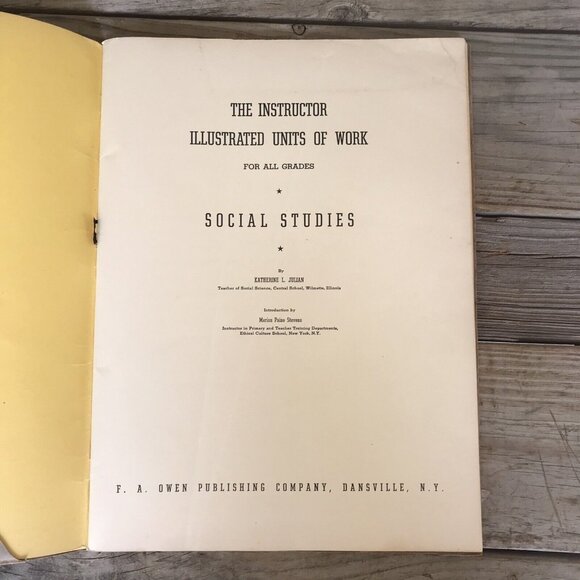 THE INSTRUCTOR
ILLUSTRATED UNITS OF WORK
FOR ALL GRADES
SOCIAL STUDIES
By
KATHERINE L. JULIAN
Teacher of Social Science, Central School, Wilmette, Illinois
Introduction by
Marion Paine Stevens
Instructor in Primary and Teacher Training Departments,
Ethical Culture School, New York, N.Y.
F. A. OWEN PUBLISHING COMPANY, DANSVILLE, N.Y.